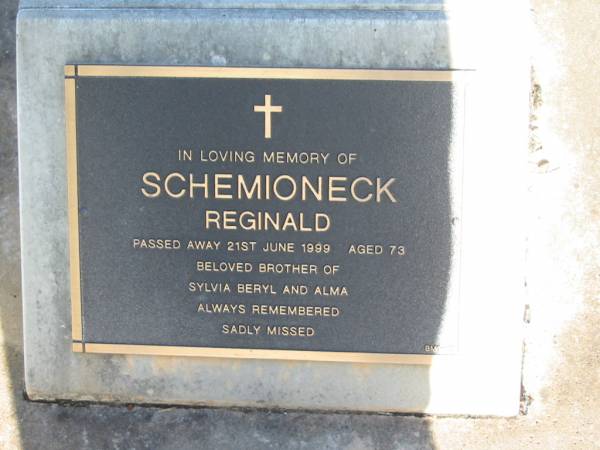 IN LOVING MEMORY OF
SCHEMIONECK
REGINALD
PASSED AWAY 21ST JUNE 1999 AGED 73
BELOVED BROTHER OF
SYLVIA BERYL AND ALMA
ALWAYS REMEMBERED
SADLY MISSED